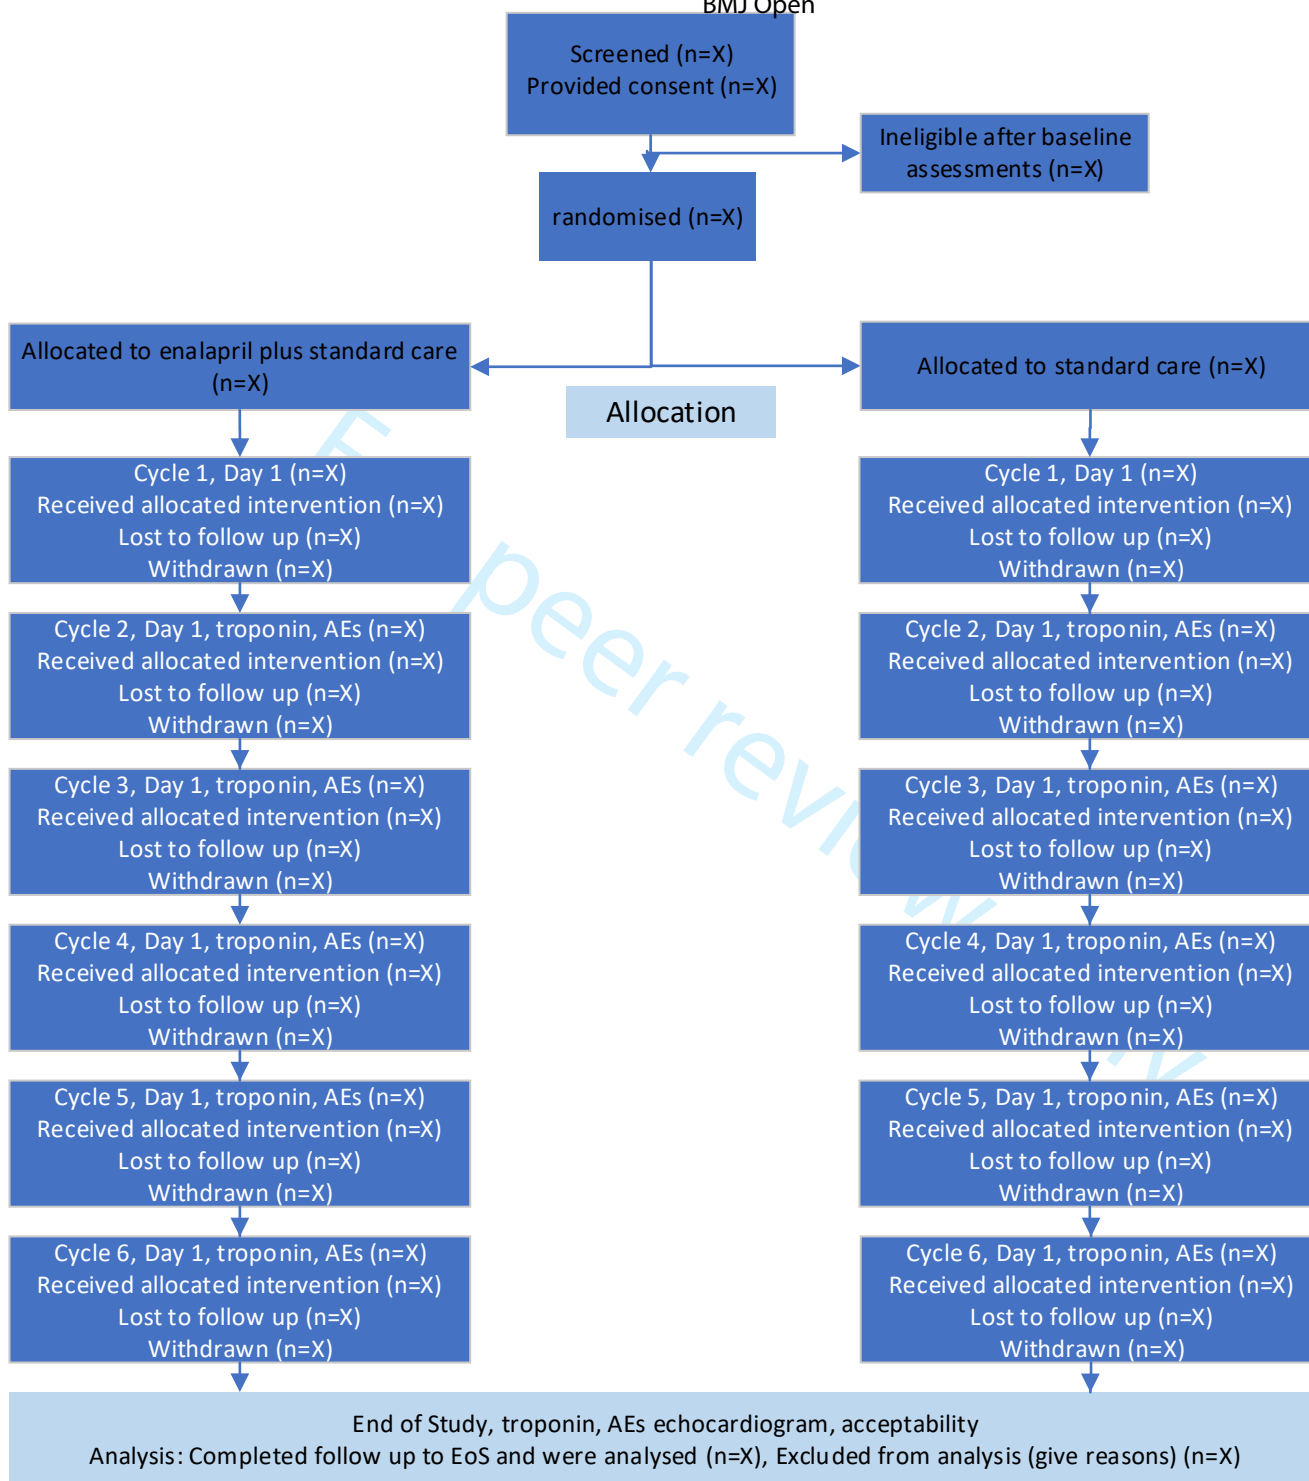 BMJ Open
Screened (n=X)
Provided consent (n=X)
Ineligible after baseline
assessments (n=X)
randomised (n=X)
Allocated to enalapril plus standard care
(n=X)
Allocated to standard care (n=X)
Allocation
Cycle 1, Day 1 (n=X)
Received allocated intervention (n=X)
Lost to follow up (n=X)
Withdrawn (n=X)
Cycle 2, Day 1, troponin, AEs (n=X)
Received allocated intervention (n=X)
Lost to follow up (n=X)
Withdrawn (n=X)
Cycle 3, Day 1, troponin, AEs (n=X)
Received allocated intervention (n=X)
Lost to follow up (n=X)
Withdrawn (n=X)
Cycle 4, Day 1, troponin, AEs (n=X)
Received allocated intervention (n=X)
Lost to follow up (n=X)
Withdrawn (n=X)
Cycle 5, Day 1, troponin, AEs (n=X)
Received allocated intervention (n=X)
Lost to follow up (n=X)
Withdrawn (n=X)
Cycle 6, Day 1, troponin, AEs (n=X)
Received allocated intervention (n=X)
Lost to follow up (n=X)
Withdrawn (n=X)
Cycle 1, Day 1 (n=X)
Received allocated intervention (n=X)
Lost to follow up (n=X)
Withdrawn (n=X)
Cycle 2, Day 1, troponin, AEs (n=X)
Received allocated intervention (n=X)
Lost to follow up (n=X)
Withdrawn (n=X)
Cycle 3, Day 1, troponin, AEs (n=X)
Received allocated intervention (n=X)
Lost to follow up (n=X)
Withdrawn (n=X)
Cycle 4, Day 1, troponin, AEs (n=X)
Received allocated intervention (n=X)
Lost to follow up (n=X)
Withdrawn (n=X)
Cycle 5, Day 1, troponin, AEs (n=X)
Received allocated intervention (n=X)
Lost to follow up (n=X)
Withdrawn (n=X)
Cycle 6, Day 1, troponin, AEs (n=X)
Received allocated intervention (n=X)
Lost to follow up (n=X)
Withdrawn (n=X)
End of Study, troponin, AEs echocardiogram, acceptability
Analysis: Completed follow up to EoS and were analysed (n=X), Excluded from analysis (give reasons) (n=X)
peer review